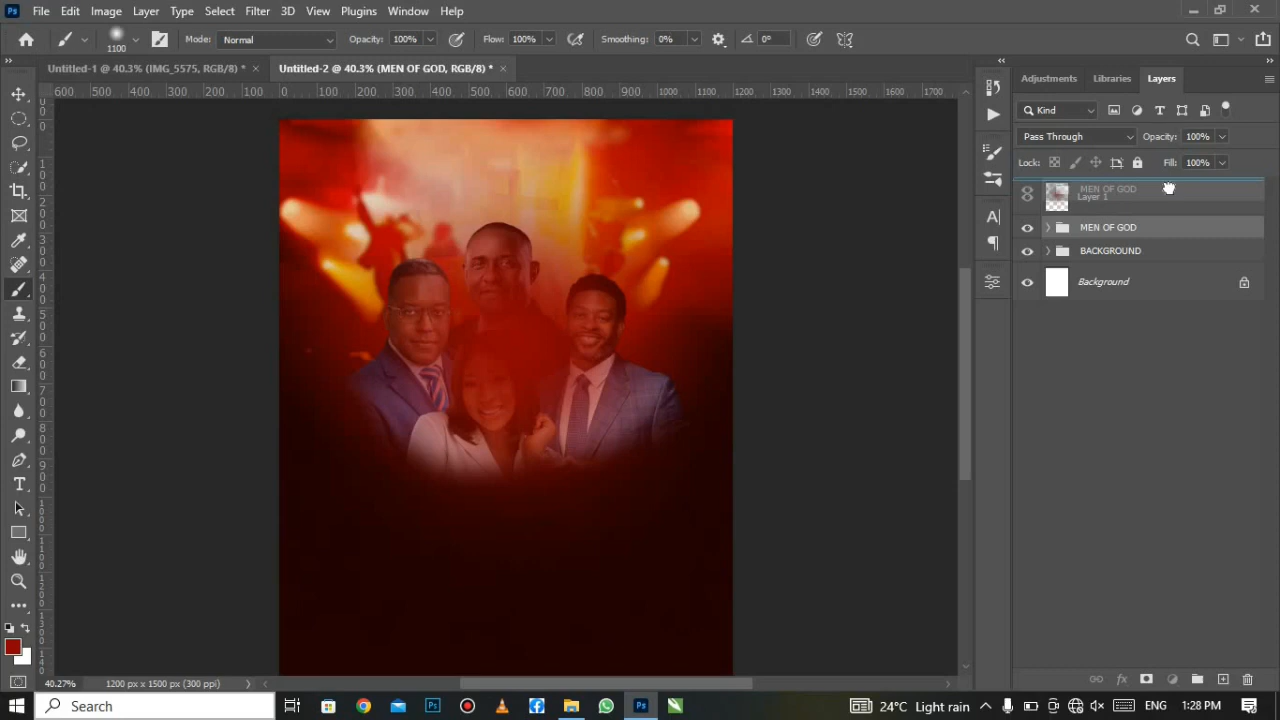 Ps File Edit Image Layer Type Select Filter 3D View Plugins Window Help
1100 Mode: Normal Opacity: 100% Flow: 100% Smoothing: 0% 0°
Untitled-1 @ 40.3% (IMG_5575, RGB/8) * × Untitled-2 @ 40.3% (MEN OF GOD, RGB/8) * ×
600 500 400 300 200 100 0 100 200 300 400 500 600 700 800 900 1000 1100 1200 1300 1400 1500 1600 1700
Adjustments Libraries Layers
Kind
Pass Through Opacity: 100%
Lock: Fill: 100%
MEN OF GOD
Layer 1
MEN OF GOD
BACKGROUND
Background
40.27% 1200 px x 1500 px (300 ppi)
Search Ps Ps 24°C Light rain ENG 1:28 PM